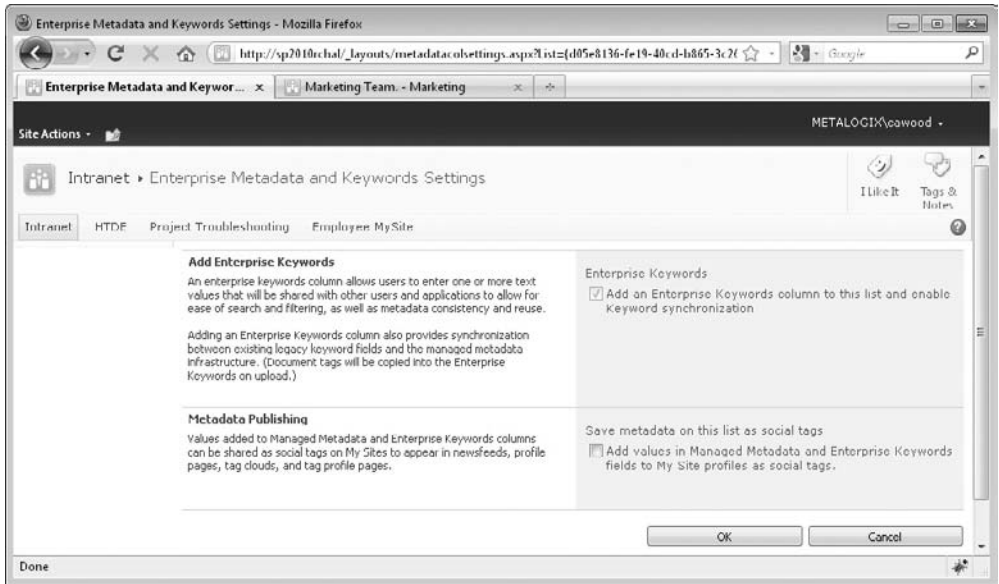 Enterprise Metadata and Keywords Settings - Mozilla Firefox
http://sp2010rchal/_layouts/metadatacolsettings.aspx?List={d05e8136-fe19-40cd-b865-3c2(
Google
Enterprise Metadata and Keywor... x
Marketing Team. - Marketing x
METALOGIX\cawood
Site Actions
Intranet ▸ Enterprise Metadata and Keywords Settings
I Like It
Tags & Notes
Intranet HTDF Project Troubleshooting Employee MySite
Add Enterprise Keywords
An enterprise keywords column allows users to enter one or more text
values that will be shared with other users and applications to allow for
ease of search and filtering, as well as metadata consistency and reuse.
Adding an Enterprise Keywords column also provides synchronization
between existing legacy keyword fields and the managed metadata
infrastructure. (Document tags will be copied into the Enterprise
Keywords on upload.)
Enterprise Keywords
Add an Enterprise Keywords column to this list and enable
Keyword synchronization
Metadata Publishing
Values added to Managed Metadata and Enterprise Keywords columns
can be shared as social tags on My Sites to appear in newsfeeds, profile
pages, tag clouds, and tag profile pages.
Save metadata on this list as social tags
Add values in Managed Metadata and Enterprise Keywords
fields to My Site profiles as social tags.
OK
Cancel
Done